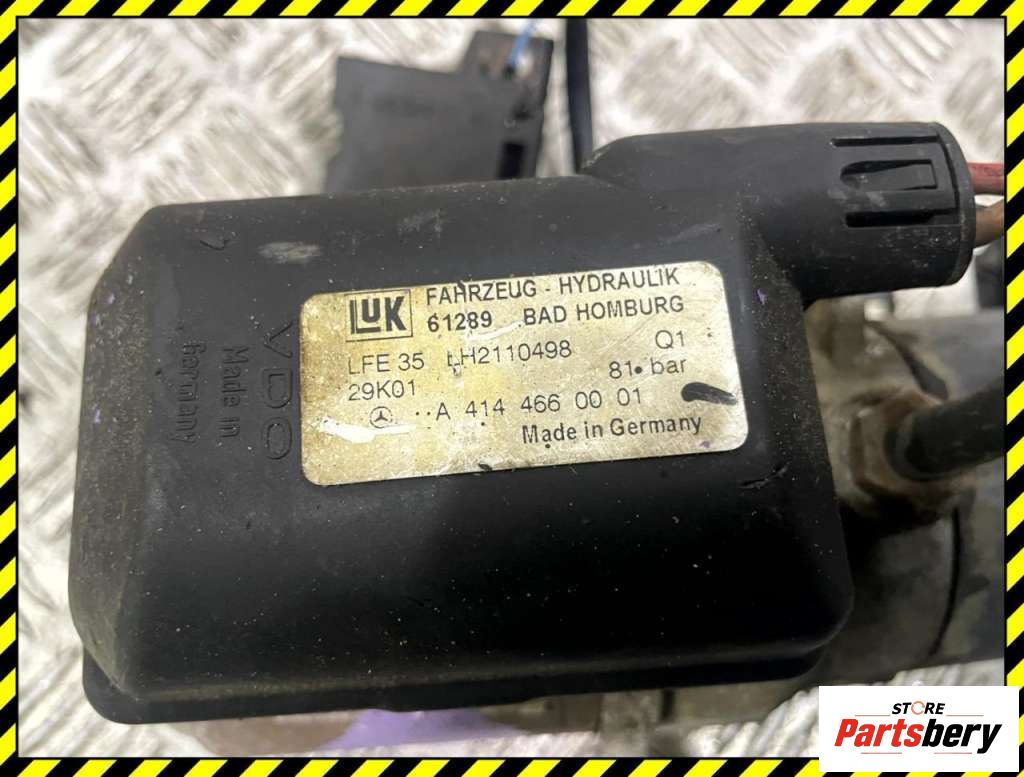 LUK FAHRZEUG - HYDRAULIK
61289 BAD HOMBURG
LFE 35 LH2110498 Q1
29K01 81• bar
A 414 466 00 01
Made in Germany
VDO
Made in
Germany
STORE
Partsbery